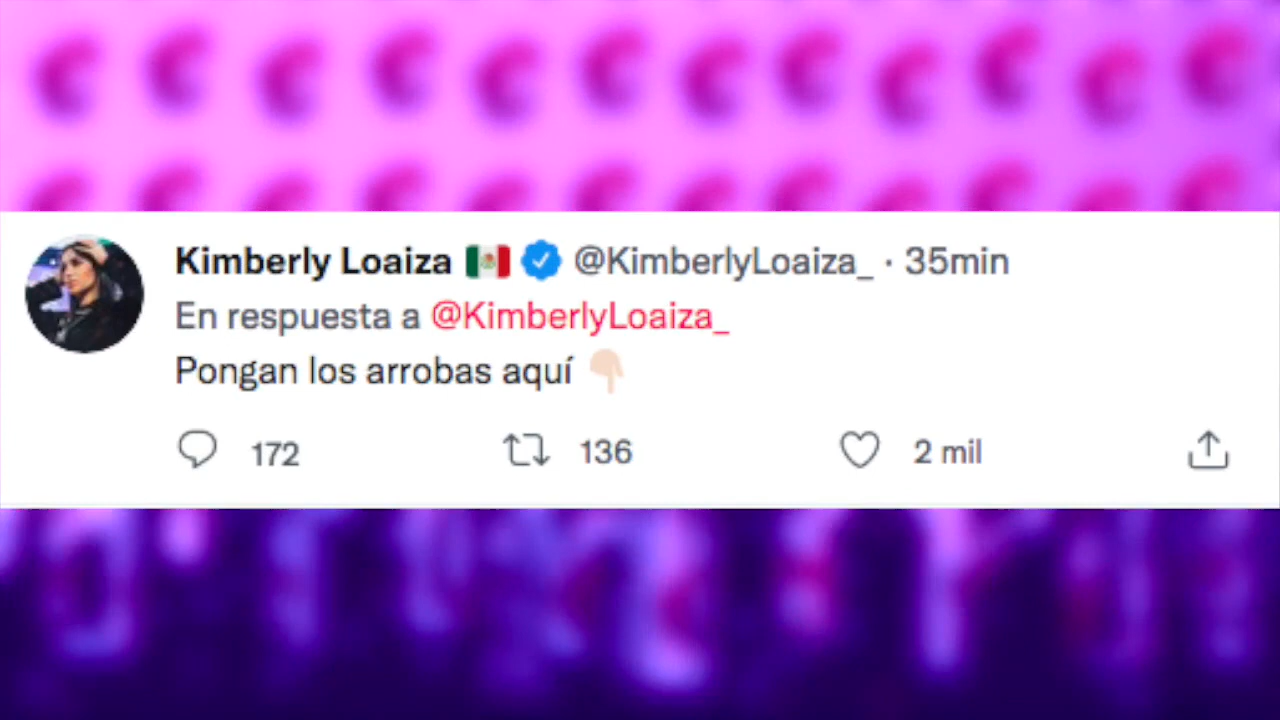 Kimberly Loaiza 🇲🇽 @KimberlyLoaiza_ · 35min
En respuesta a @KimberlyLoaiza_
Pongan los arrobas aquí 👇🏻
172 136 2 mil